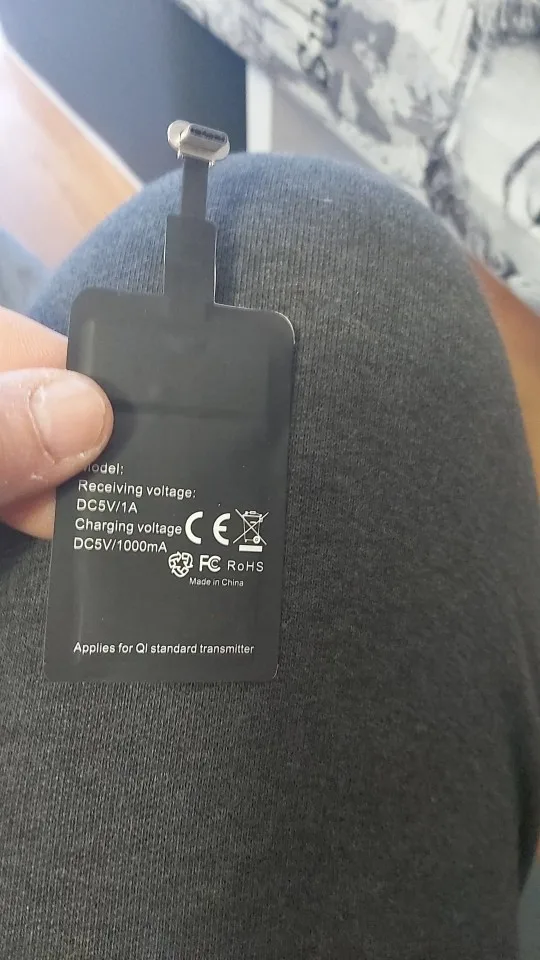 Model:
Receiving voltage:
DC5V/1A
Charging voltage
DC5V/1000mA
CE
FC RoHS
Made in China
Applies for QI standard transmitter